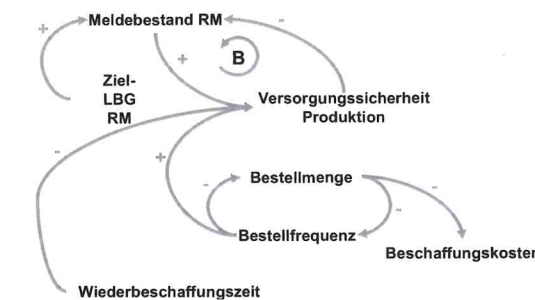 Meldebestand RM
+
-
+
B
Ziel-
LBG
RM
Versorgungssicherheit
Produktion
-
+
-
Bestellmenge
-
-
Bestellfrequenz
Beschaffungskosten
Wiederbeschaffungszeit